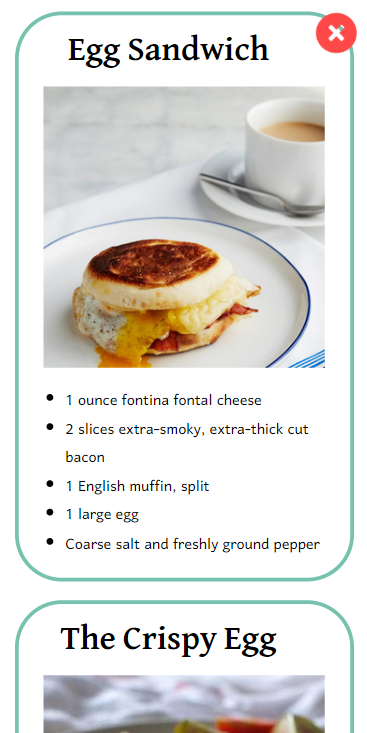 Egg Sandwich
1 ounce fontina fontal cheese
2 slices extra-smoky, extra-thick cut
bacon
1 English muffin, split
1 large egg
Coarse salt and freshly ground pepper
The Crispy Egg